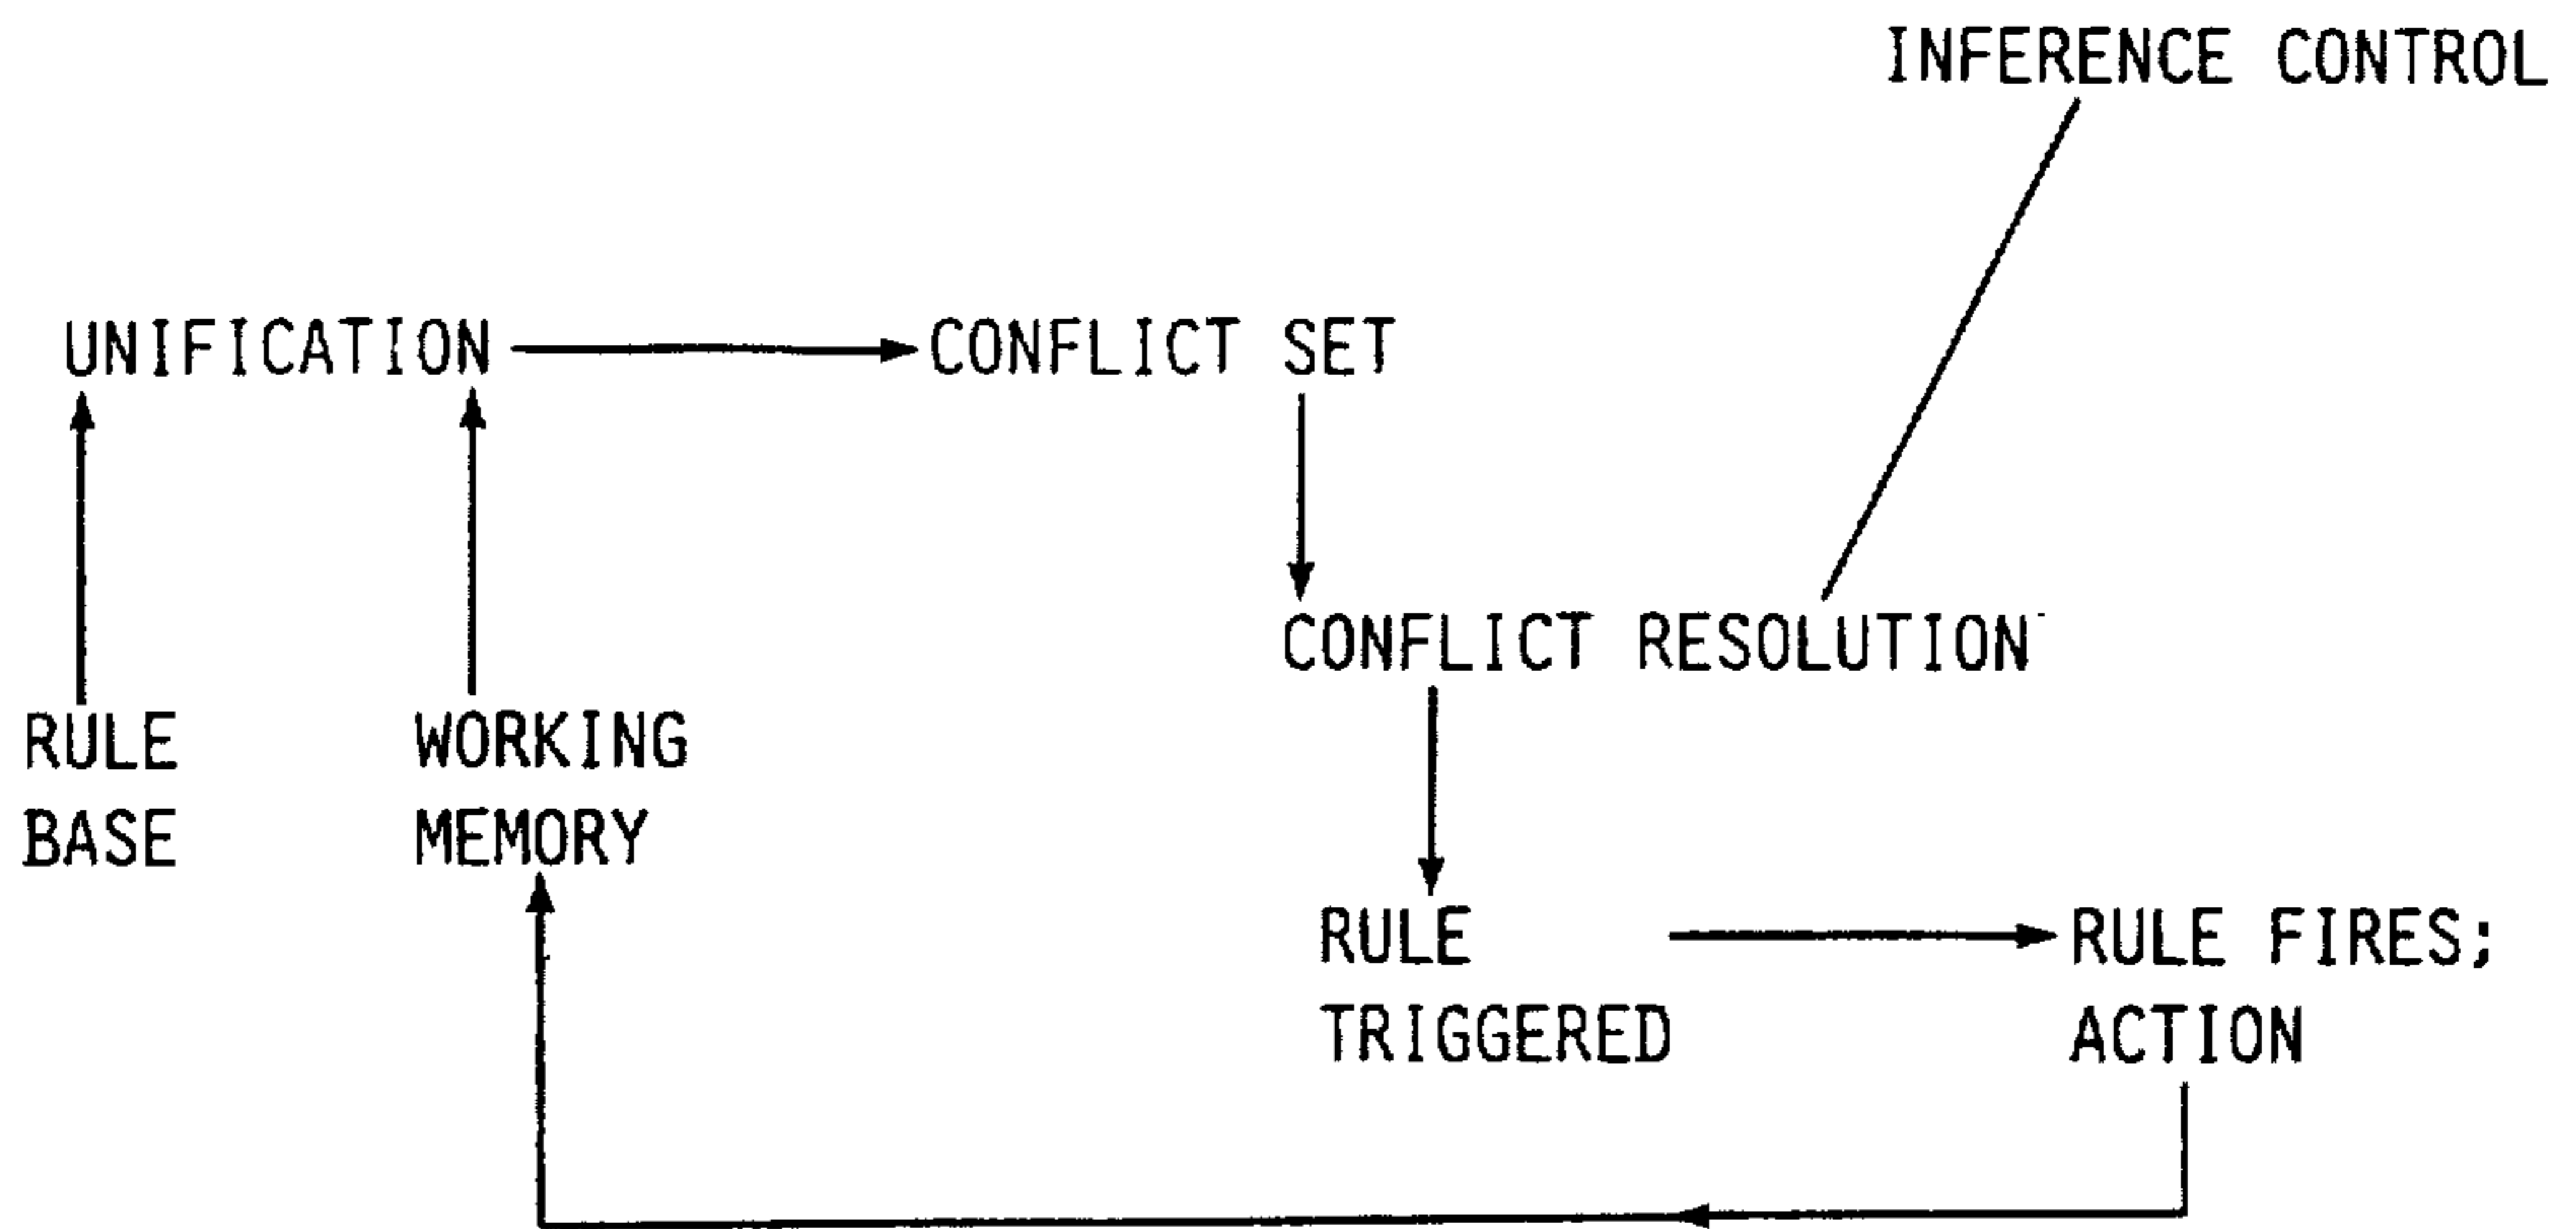 INFERENCE CONTROL
UNIFICATION
CONFLICT SET
CONFLICT RESOLUTION
RULE
BASE
WORKING
MEMORY
RULE
TRIGGERED
RULE FIRES;
ACTION